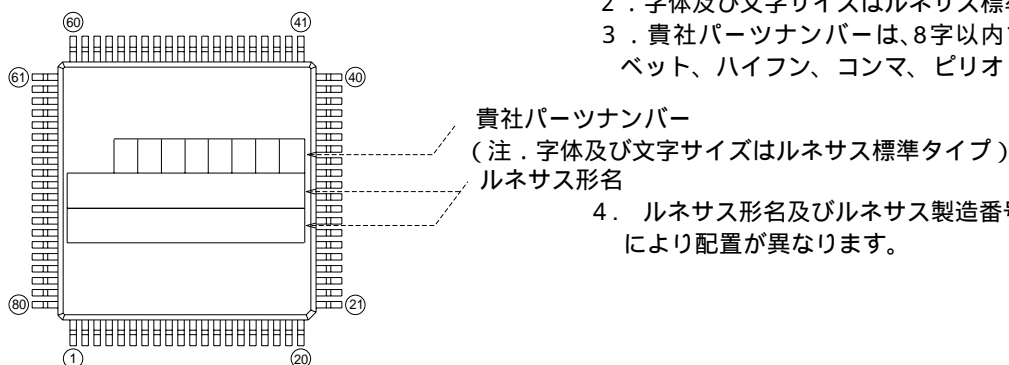 2．字体及び文字サイズはルネサス標
3．貴社パーツナンバーは、8字以内
ベット、ハイフン、コンマ、ピリオ
60
41
61
40
貴社パーツナンバー
（注．字体及び文字サイズはルネサス標準タイプ）
ルネサス形名
4． ルネサス形名及びルネサス製造番
により配置が異なります。
80
21
1
20